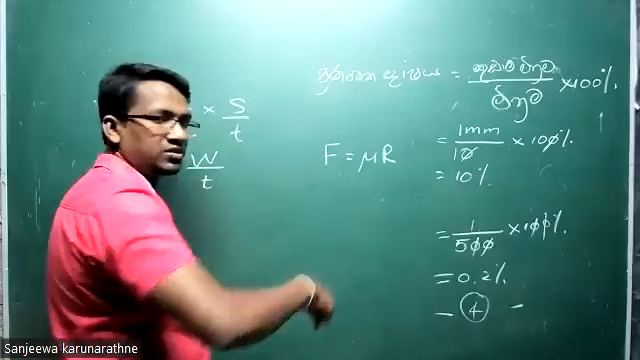 × S/t
W/t
ප්‍රතිශත දෝෂය = කුඩාම මිනුම/මිනුම ×100%
F = μR
= 1mm/10 × 100%
= 10%
= 1/500 × 100%
= 0.2%
- ④ -
Sanjeewa karunarathne